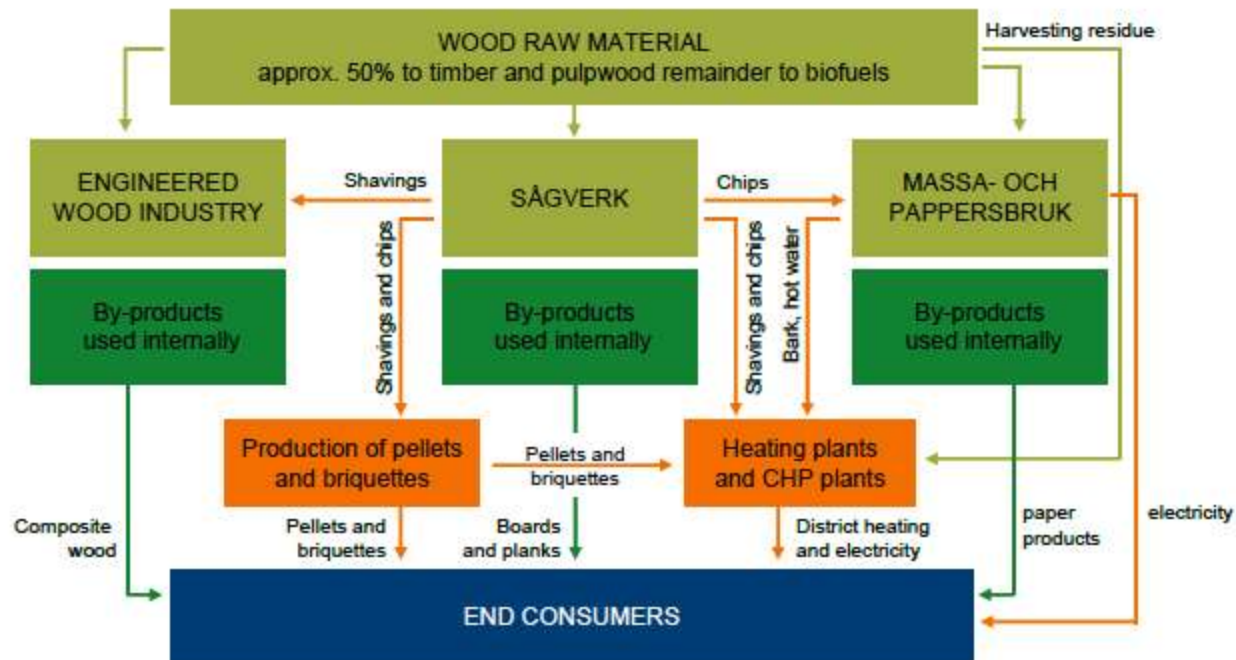 WOOD RAW MATERIAL
approx. 50% to timber and pulpwood remainder to biofuels
Harvesting residue
ENGINEERED
WOOD INDUSTRY
Shavings
SÅGVERK
Chips
MASSA- OCH
PAPPERSBRUK
Shavings and chips
Shavings and chips
Bark, hot water
By-products
used internally
By-products
used internally
By-products
used internally
Production of pellets
and briquettes
Pellets and
briquettes
Heating plants
and CHP plants
Composite
wood
Pellets and
briquettes
Boards
and planks
District heating
and electricity
paper
products
electricity
END CONSUMERS